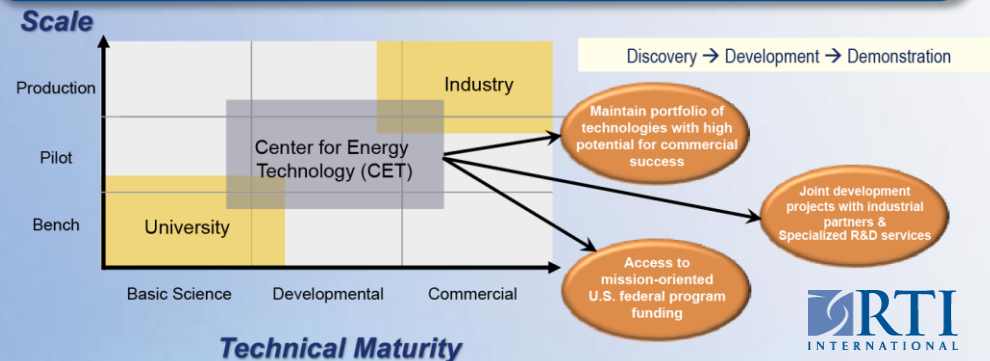 Scale
Discovery → Development → Demonstration
Production
Industry
Maintain portfolio of
technologies with high
potential for commercial
success
Pilot
Center for Energy
Technology (CET)
Joint development
projects with industrial
partners &
Specialized R&D services
Bench
University
Access to
mission-oriented
U.S. federal program
funding
Basic Science
Developmental
Commercial
Technical Maturity
RTI
INTERNATIONAL